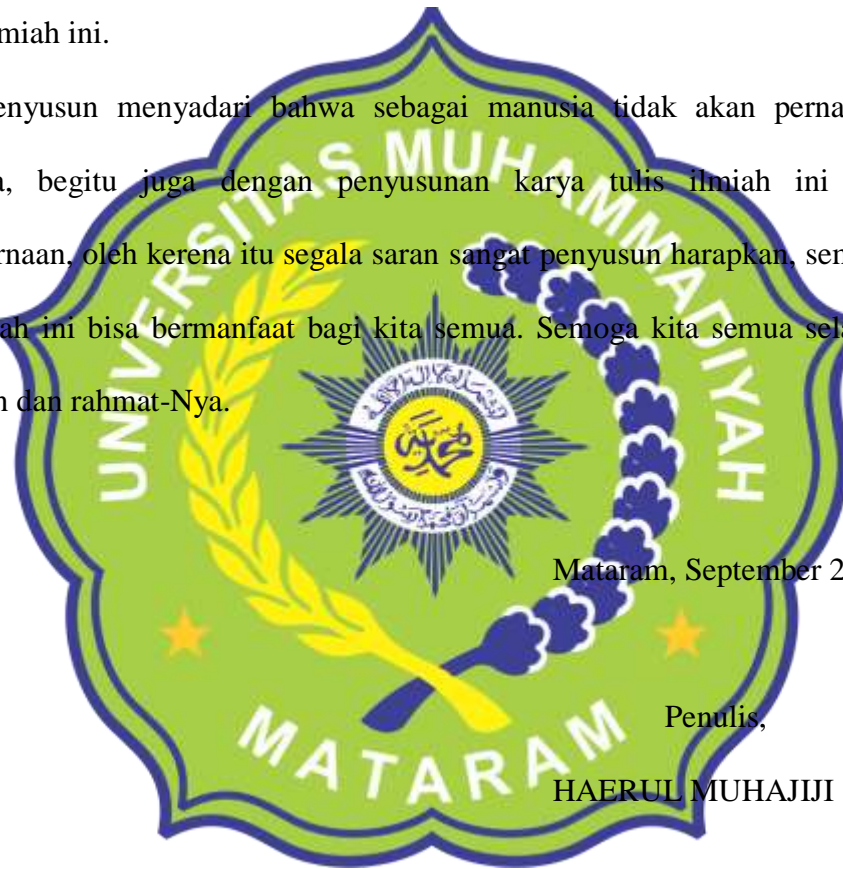 miah ini.
enyusun menyadari bahwa sebagai manusia tidak akan perna
a, begitu juga dengan penyusunan karya tulis ilmiah ini
rnaan, oleh kerena itu segala saran sangat penyusun harapkan, sem
ah ini bisa bermanfaat bagi kita semua. Semoga kita semua sela
n dan rahmat-Nya.
UNIVERSITAS MUHAMMADIYAH
محمدية
Mataram, September 2
Penulis,
MATARAM
HAERUL MUHAJIJI